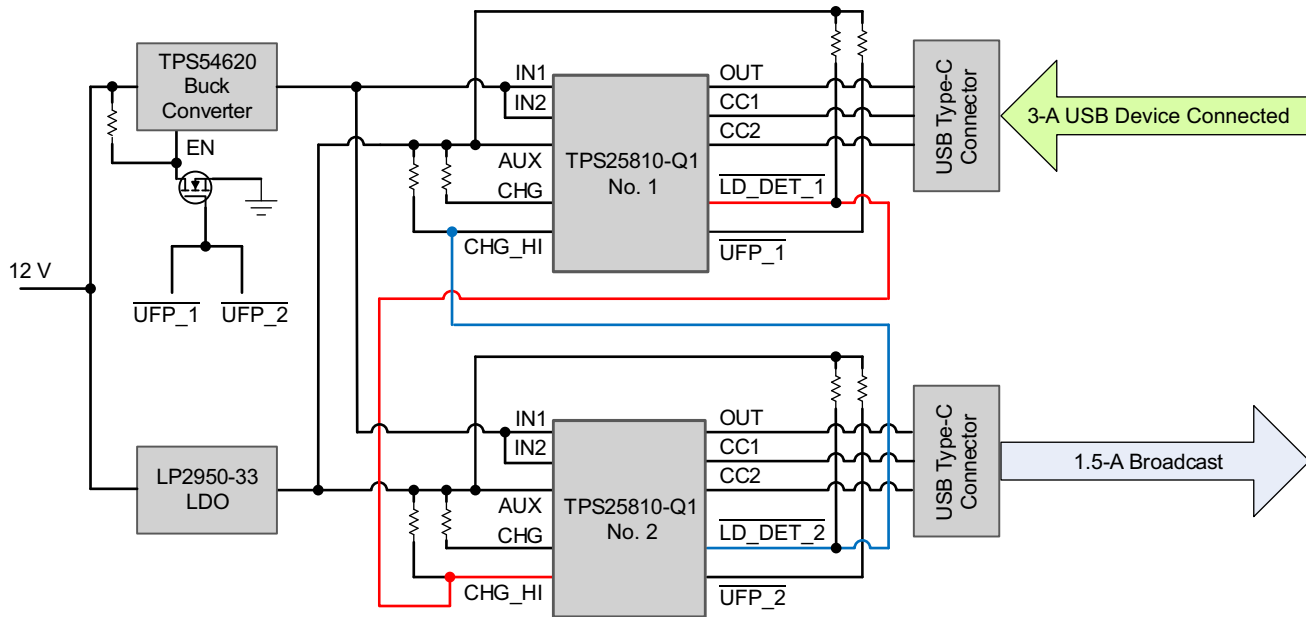 TPS54620
Buck
Converter
EN
12 V
UFP_1
UFP_2
LP2950-33
LDO
IN1
IN2
AUX
CHG
CHG_HI
TPS25810-Q1
No. 1
OUT
CC1
CC2
LD_DET_1
UFP_1
USB Type-C
Connector
3-A USB Device Connected
IN1
IN2
AUX
CHG
CHG_HI
TPS25810-Q1
No. 2
OUT
CC1
CC2
LD_DET_2
UFP_2
USB Type-C
Connector
1.5-A Broadcast